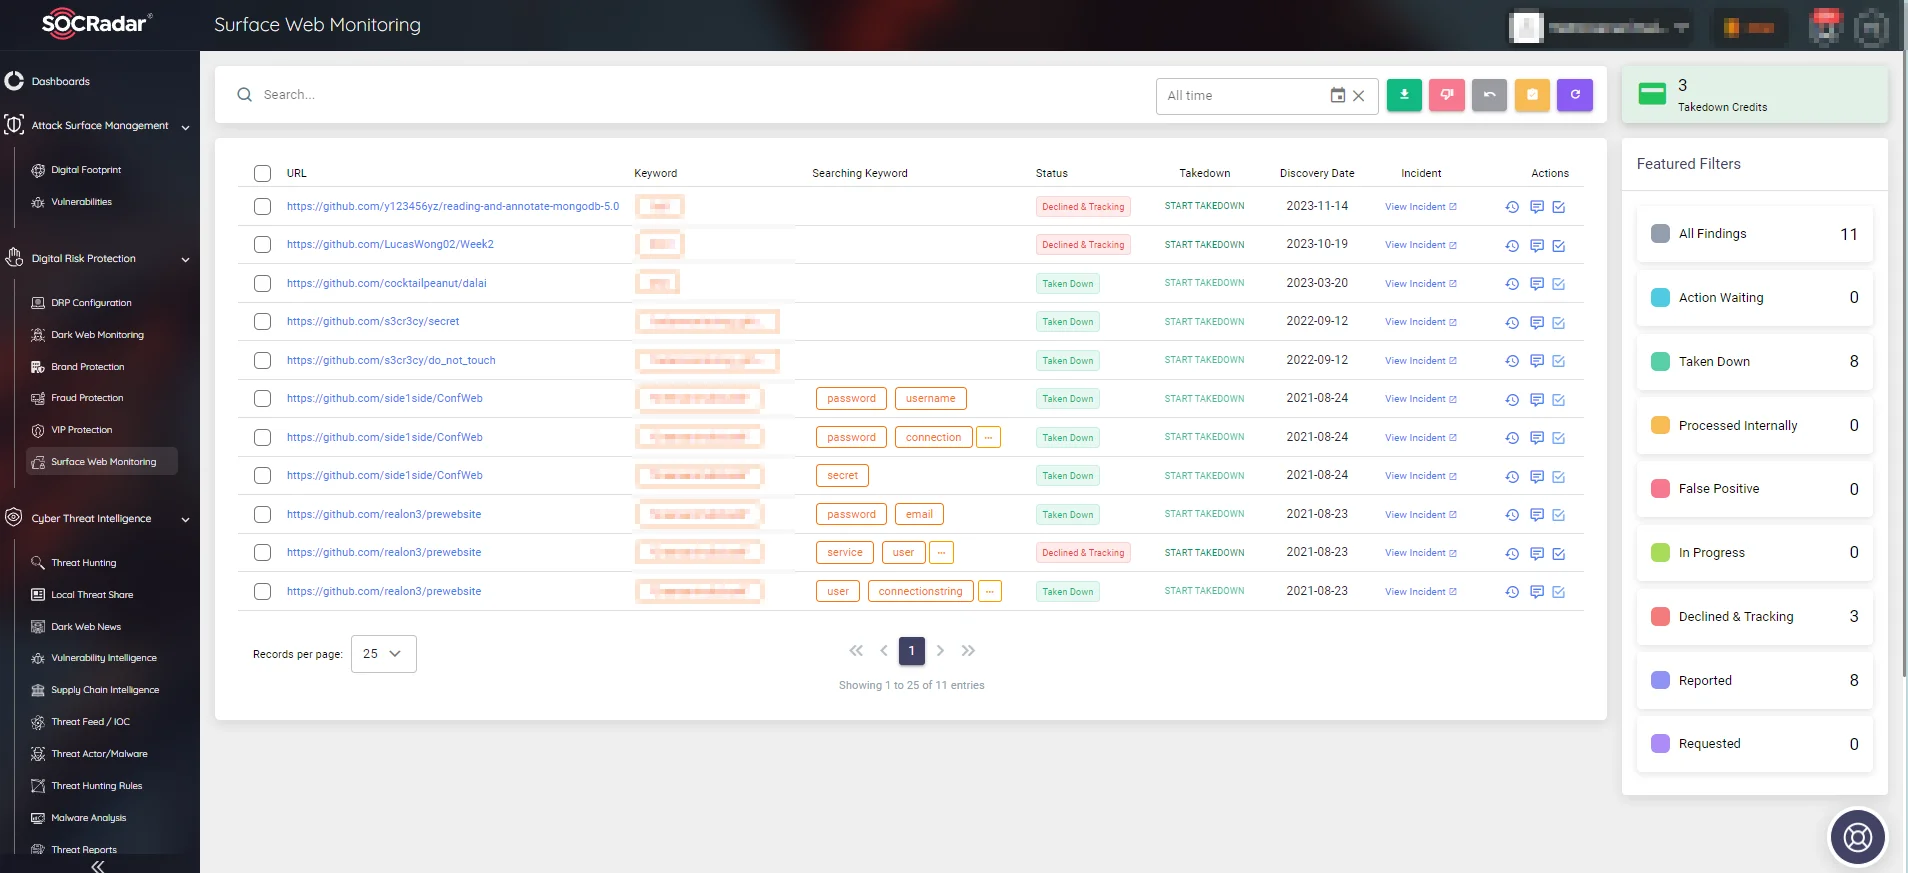 SOCRadar®
Surface Web Monitoring
Dashboards
Attack Surface Management
Digital Footprint
Vulnerabilities
Digital Risk Protection
DRP Configuration
Dark Web Monitoring
Brand Protection
Fraud Protection
VIP Protection
Surface Web Monitoring
Cyber Threat Intelligence
Threat Hunting
Local Threat Share
Dark Web News
Vulnerability Intelligence
Supply Chain Intelligence
Threat Feed / IOC
Threat Actor/Malware
Threat Hunting Rules
Malware Analysis
Threat Reports
Search...
All time
URL Keyword Searching Keyword Status Takedown Discovery Date Incident Actions
https://github.com/y123456yz/reading-and-annotate-mongodb-5.0 Declined & Tracking START TAKEDOWN 2023-11-14 View Incident
https://github.com/LucasWong02/Week2 Declined & Tracking START TAKEDOWN 2023-10-19 View Incident
https://github.com/cocktailpeanut/dalai Taken Down START TAKEDOWN 2023-03-20 View Incident
https://github.com/s3cr3cy/secret Taken Down START TAKEDOWN 2022-09-12 View Incident
https://github.com/s3cr3cy/do_not_touch Taken Down START TAKEDOWN 2022-09-12 View Incident
https://github.com/side1side/ConfWeb password username Taken Down START TAKEDOWN 2021-08-24 View Incident
https://github.com/side1side/ConfWeb password connection ... Taken Down START TAKEDOWN 2021-08-24 View Incident
https://github.com/side1side/ConfWeb secret Taken Down START TAKEDOWN 2021-08-24 View Incident
https://github.com/realon3/prewebsite password email Taken Down START TAKEDOWN 2021-08-23 View Incident
https://github.com/realon3/prewebsite service user ... Declined & Tracking START TAKEDOWN 2021-08-23 View Incident
https://github.com/realon3/prewebsite user connectionstring ... Taken Down START TAKEDOWN 2021-08-23 View Incident
Records per page: 25
1
Showing 1 to 25 of 11 entries
3
Takedown Credits
Featured Filters
All Findings 11
Action Waiting 0
Taken Down 8
Processed Internally 0
False Positive 0
In Progress 0
Declined & Tracking 3
Reported 8
Requested 0